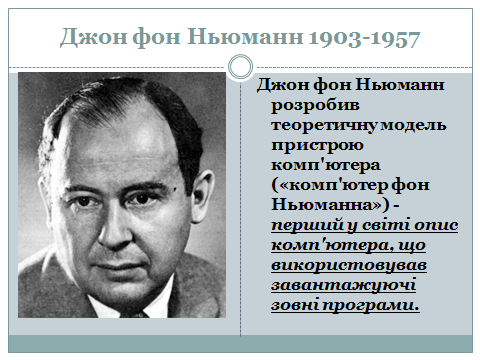 Джон фон Ньюманн 1903-1957
Джон фон Ньюманн
розробив
теоретичну модель
пристрою
комп'ютера
(«комп'ютер фон
Ньюманна») -
перший у світі опис
комп'ютера, що
використовував
завантажуючі
зовні програми.